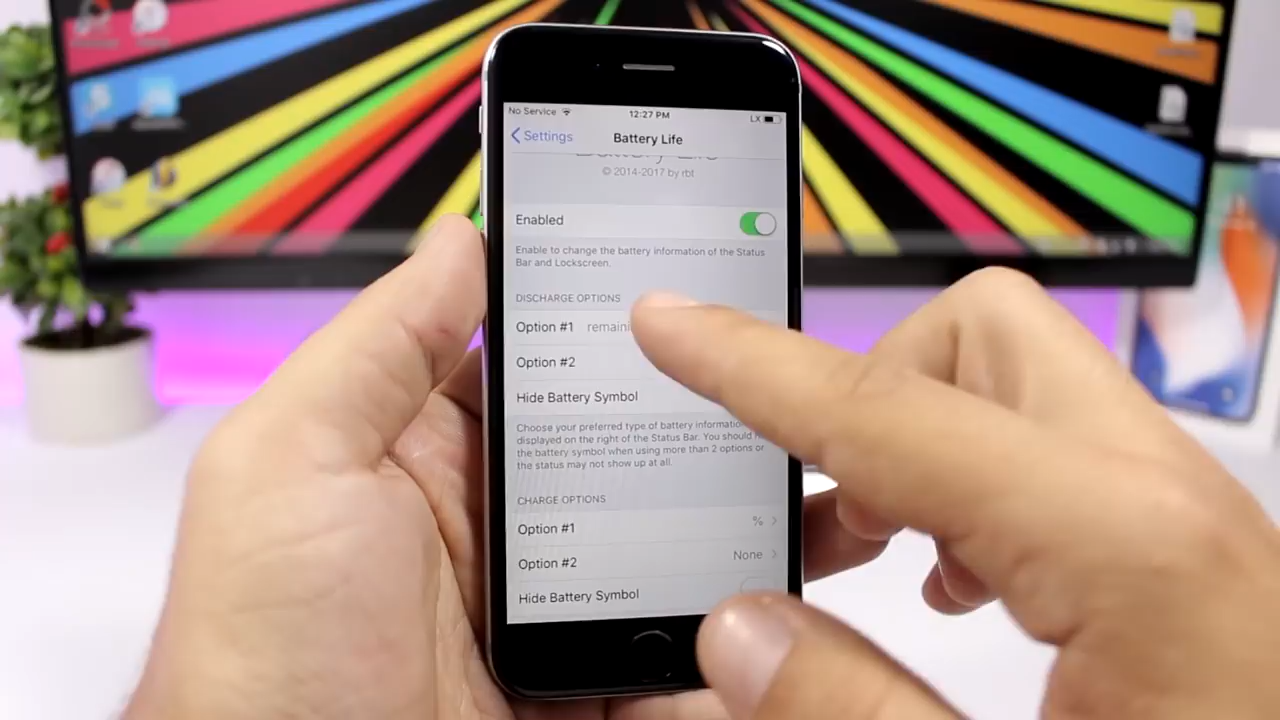 No Service 12:27 PM LX
Settings Battery Life
© 2014-2017 by rbt
Enabled
Enable to change the battery information of the Status
Bar and Lockscreen.
DISCHARGE OPTIONS
Option #1
Option #2
Hide Battery Symbol
Choose your preferred type of battery information
displayed on the right of the Status Bar. You should
the battery symbol when using more than 2 options or
the status may not show up at all.
CHARGE OPTIONS
Option #1 %
Option #2 None
Hide Battery Symbol